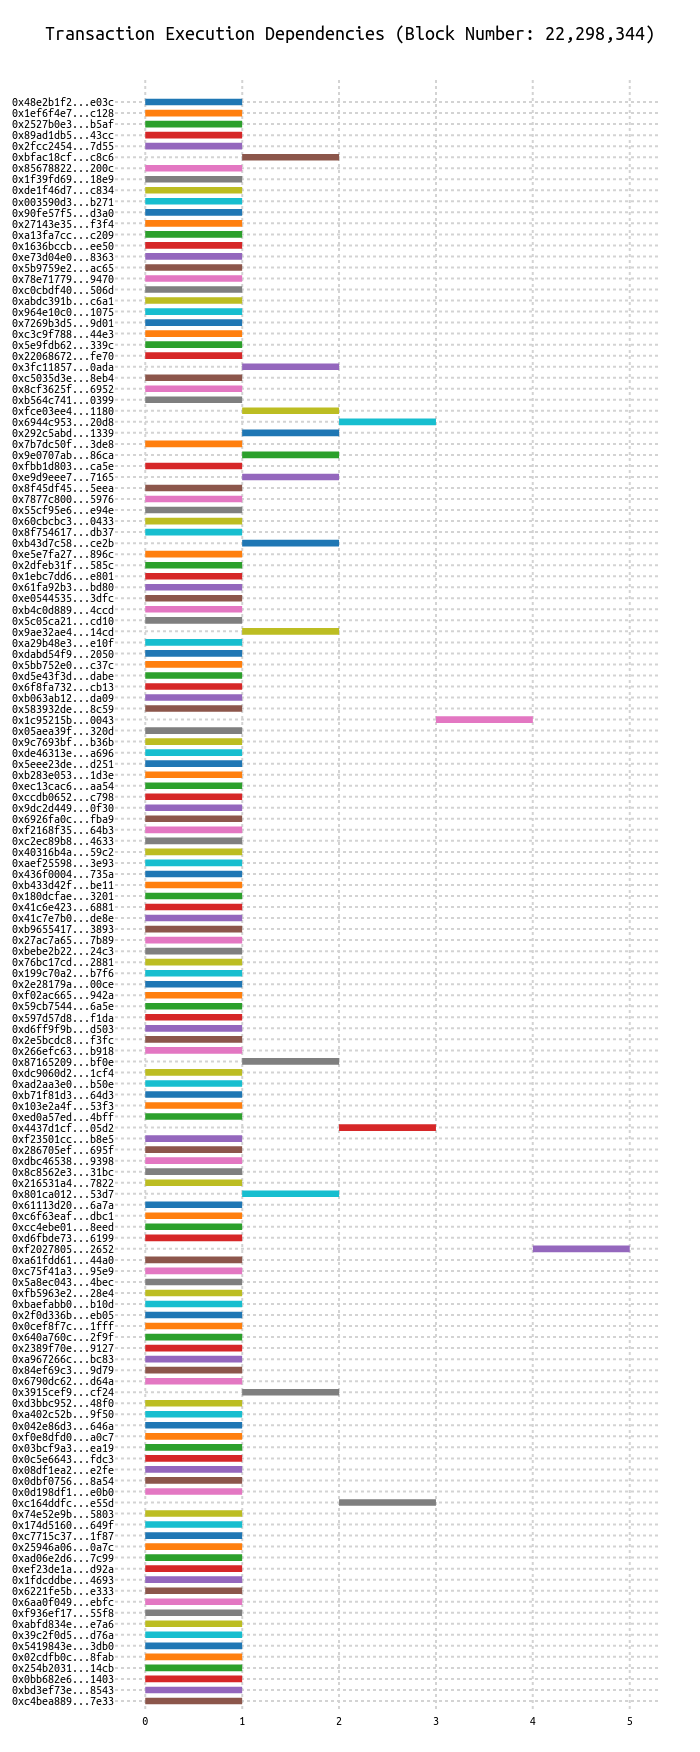 Transaction Execution Dependencies (Block Number: 22,298,344)
0x48e2b1f2...e03c
0x1ef6f4e7...c128
0x2527b0e3...b5af
0x89ad1db5...43cc
0x2fcc2454...7d55
0xbfac18cf...c8c6
0x85678822...200c
0x1f39fd69...18e9
0xde1f46d7...c834
0x003590d3...b271
0x90fe57f5...d3a0
0x27143e35...f3f4
0xa13fa7cc...c209
0x1636bccb...ee50
0xe73d04e0...8363
0x5b9759e2...ac65
0x78e71779...9470
0xc0cbdf40...506d
0xabdc391b...c6a1
0x964e10c0...1075
0x7269b3d5...9d01
0xc3c9f788...44e3
0x5e9fdb62...339c
0x22068672...fe70
0x3fc11857...0ada
0xc5035d3e...8eb4
0x8cf3625f...6952
0xb564c741...0399
0xfce03ee4...1180
0x6944c953...20d8
0x292c5abd...1339
0x7b7dc50f...3de8
0x9e0707ab...86ca
0xfbb1d803...ca5e
0xe9d9eee7...7165
0x8f45df45...5eea
0x7877c800...5976
0x55cf95e6...e94e
0x60cbcbc3...0433
0x8f754617...db37
0xb43d7c58...ce2b
0xe5e7fa27...896c
0x2dfeb31f...585c
0x1ebc7dd6...e801
0x61fa92b3...bd80
0xe0544535...3dfc
0xb4c0d889...4ccd
0x5c05ca21...cd10
0x9ae32ae4...14cd
0xa29b48e3...e10f
0xdabd54f9...2050
0x5bb752e0...c37c
0xd5e43f3d...dabe
0x6f8fa732...cb13
0xb063ab12...da09
0x583932de...8c59
0x1c95215b...0043
0x05aea39f...320d
0x9c7693bf...b36b
0xde46313e...a696
0x5eee23de...d251
0xb283e053...1d3e
0xec13cac6...aa54
0xccdb0652...c798
0x9dc2d449...0f30
0x6926fa0c...fba9
0xf2168f35...64b3
0xc2ec89b8...4633
0x40316b4a...59c2
0xaef25598...3e93
0x436f0004...735a
0xb433d42f...be11
0x180dcfae...3201
0x41c6e423...6881
0x41c7e7b0...de8e
0xb9655417...3893
0x27ac7a65...7b89
0xbebe2b22...24c3
0x76bc17cd...2881
0x199c70a2...b7f6
0x2e28179a...00ce
0xf02ac665...942a
0x59cb7544...6a5e
0x597d57d8...f1da
0xd6ff9f9b...d503
0x2e5bcdc8...f3fc
0x266efc63...b918
0x87165209...bf0e
0xdc9060d2...1cf4
0xad2aa3e0...b50e
0xb71f81d3...64d3
0x103e2a4f...53f3
0xed0a57ed...4bff
0x4437d1cf...05d2
0xf23501cc...b8e5
0x286705ef...695f
0xdbc46538...9398
0x8c8562e3...31bc
0x216531a4...7822
0x801ca012...53d7
0x61113d20...6a7a
0xc6f63eaf...dbc1
0xcc4ebe01...8eed
0xd6fbde73...6199
0xf2027805...2652
0xa61fdd61...44a0
0xc75f41a3...95e9
0x5a8ec043...4bec
0xfb5963e2...28e4
0xbaefabb0...b10d
0x2f0d336b...eb05
0x0cef8f7c...1fff
0x640a760c...2f9f
0x2389f70e...9127
0xa967266c...bc83
0x84ef69c3...9d79
0x6790dc62...d64a
0x3915cef9...cf24
0xd3bbc952...48f0
0xa402c52b...9f50
0x042e86d3...646a
0xf0e8dfd0...a0c7
0x03bcf9a3...ea19
0x0c5e6643...fdc3
0x08df1ea2...e2fe
0x0dbf0756...8a54
0x0d198df1...e0b0
0xc164ddfc...e55d
0x74e52e9b...5803
0x174d5160...649f
0xc7715c37...1f87
0x25946a06...0a7c
0xad06e2d6...7c99
0xef23de1a...d92a
0x1fdcddbe...4693
0x6221fe5b...e333
0x6aa0f049...ebfc
0xf936ef17...55f8
0xabfd834e...e7a6
0x39c2f0d5...d76a
0x5419843e...3db0
0x02cdfb0c...8fab
0x254b2031...14cb
0x0bb682e6...1403
0xbd3ef73e...8543
0xc4bea889...7e33
0 1 2 3 4 5